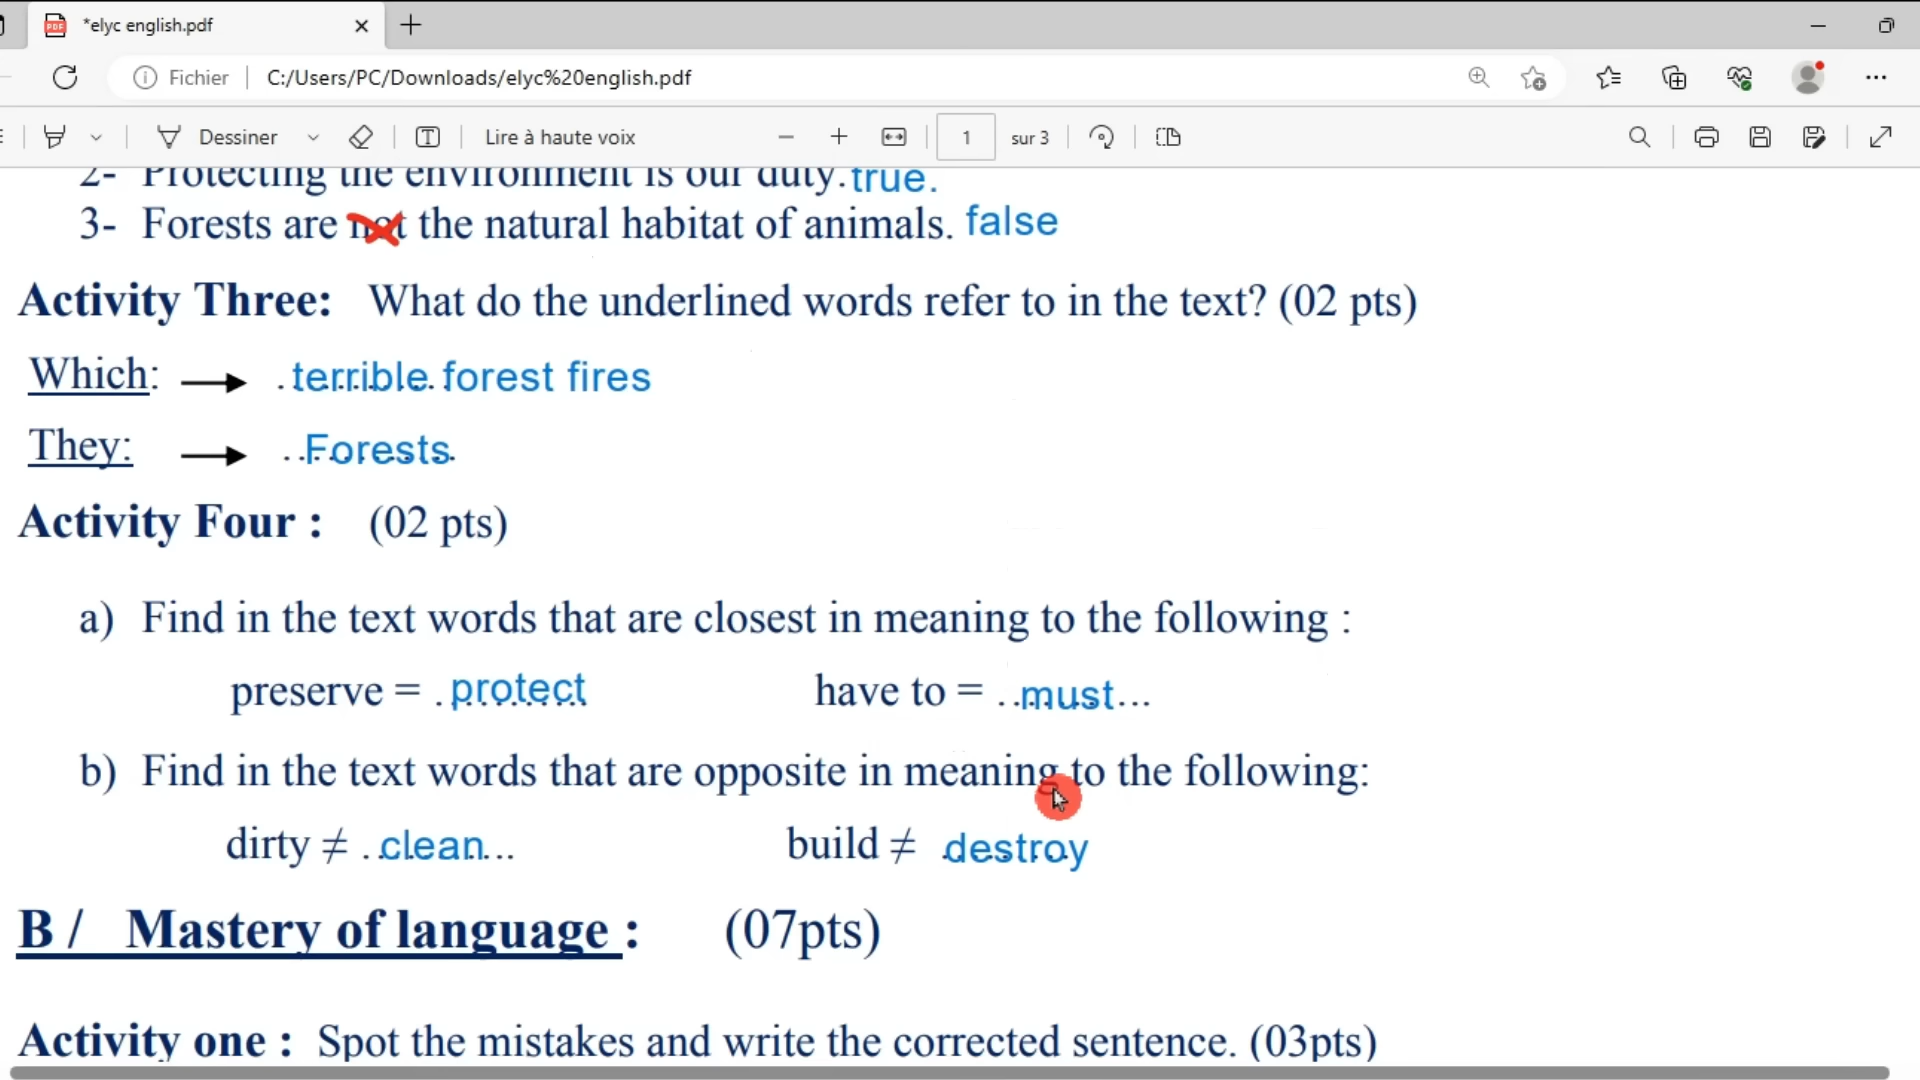 *elyc english.pdf
Fichier C:/Users/PC/Downloads/elyc%20english.pdf
Dessiner Lire à haute voix 1 sur 3
2- Protecting the environment is our duty. true.
3- Forests are not the natural habitat of animals. false
Activity Three: What do the underlined words refer to in the text? (02 pts)
Which: → terrible forest fires
They: → Forests
Activity Four : (02 pts)
a) Find in the text words that are closest in meaning to the following :
preserve = protect have to = must
b) Find in the text words that are opposite in meaning to the following:
dirty ≠ clean build ≠ destroy
B / Mastery of language : (07pts)
Activity one : Spot the mistakes and write the corrected sentence. (03pts)